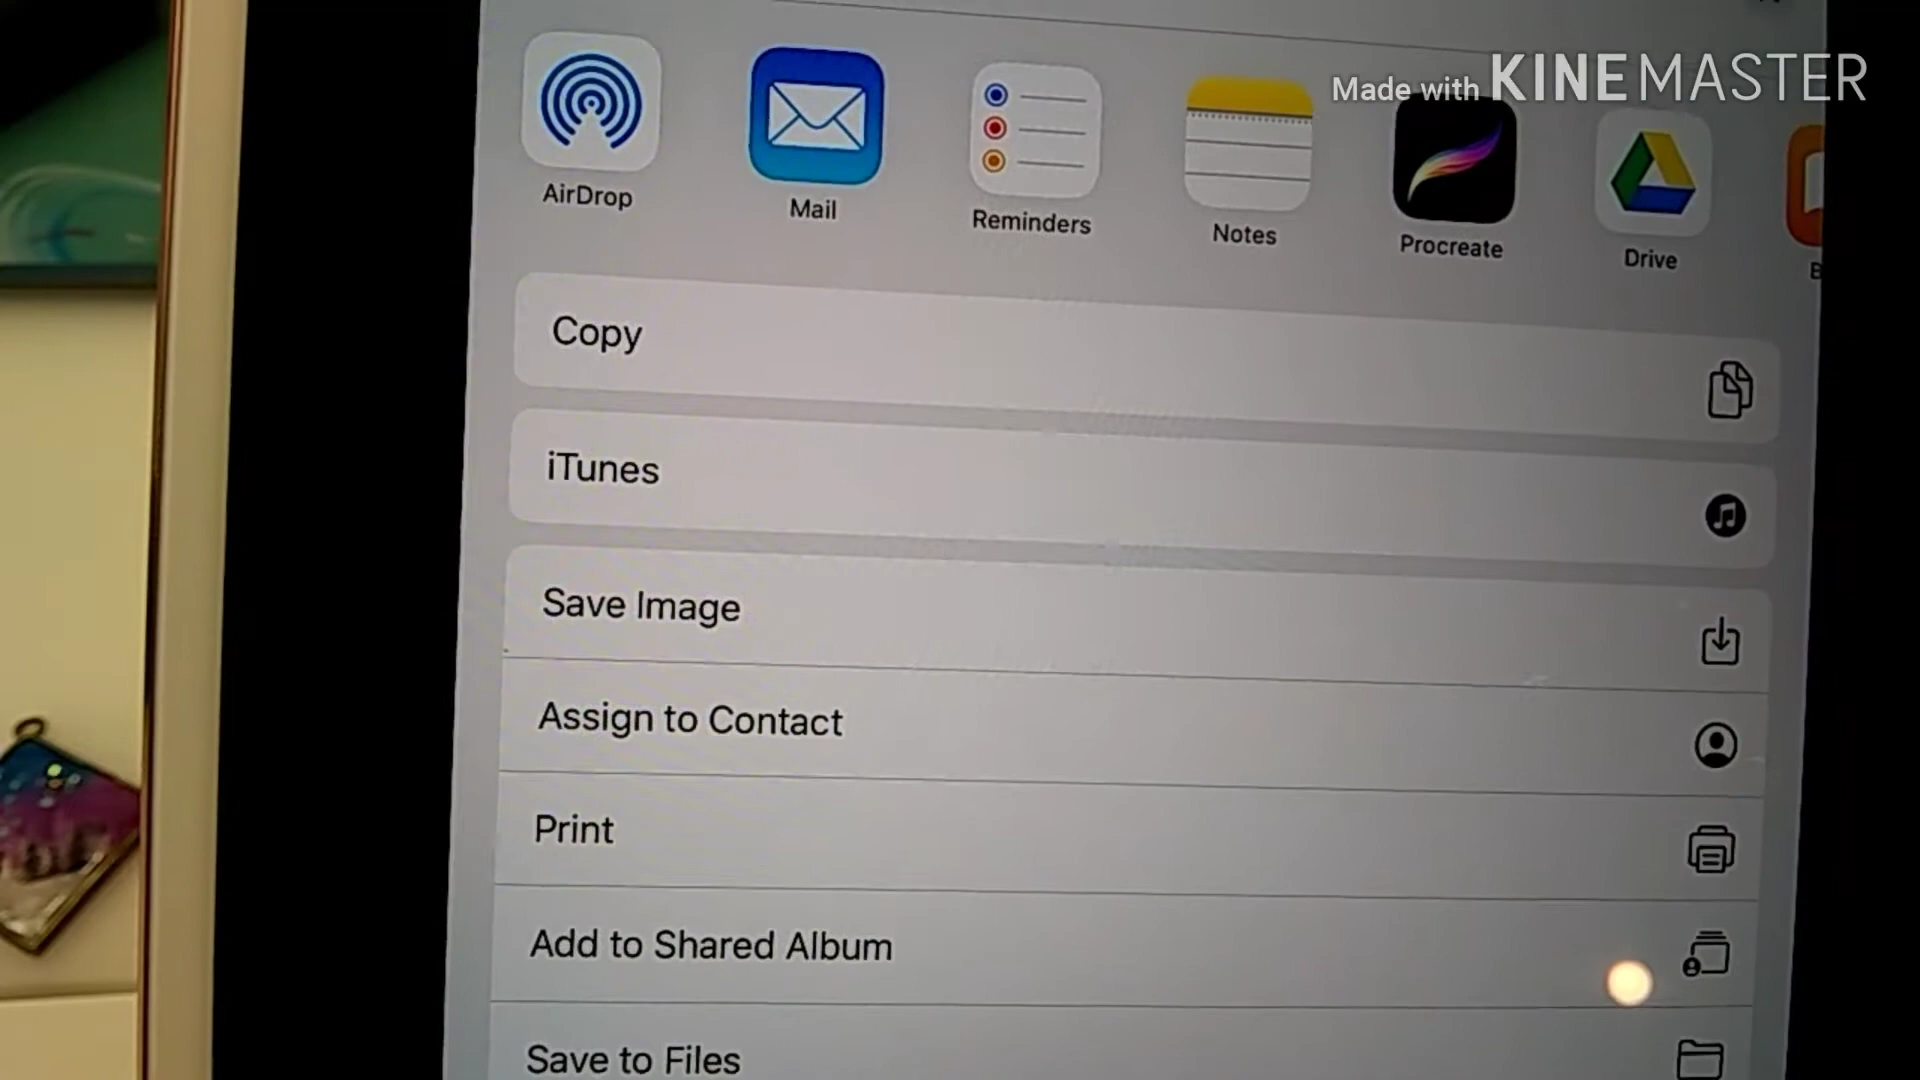 Made with KINEMASTER
AirDrop
Mail
Reminders
Notes
Procreate
Drive
Copy
iTunes
Save Image
Assign to Contact
Print
Add to Shared Album
Save to Files